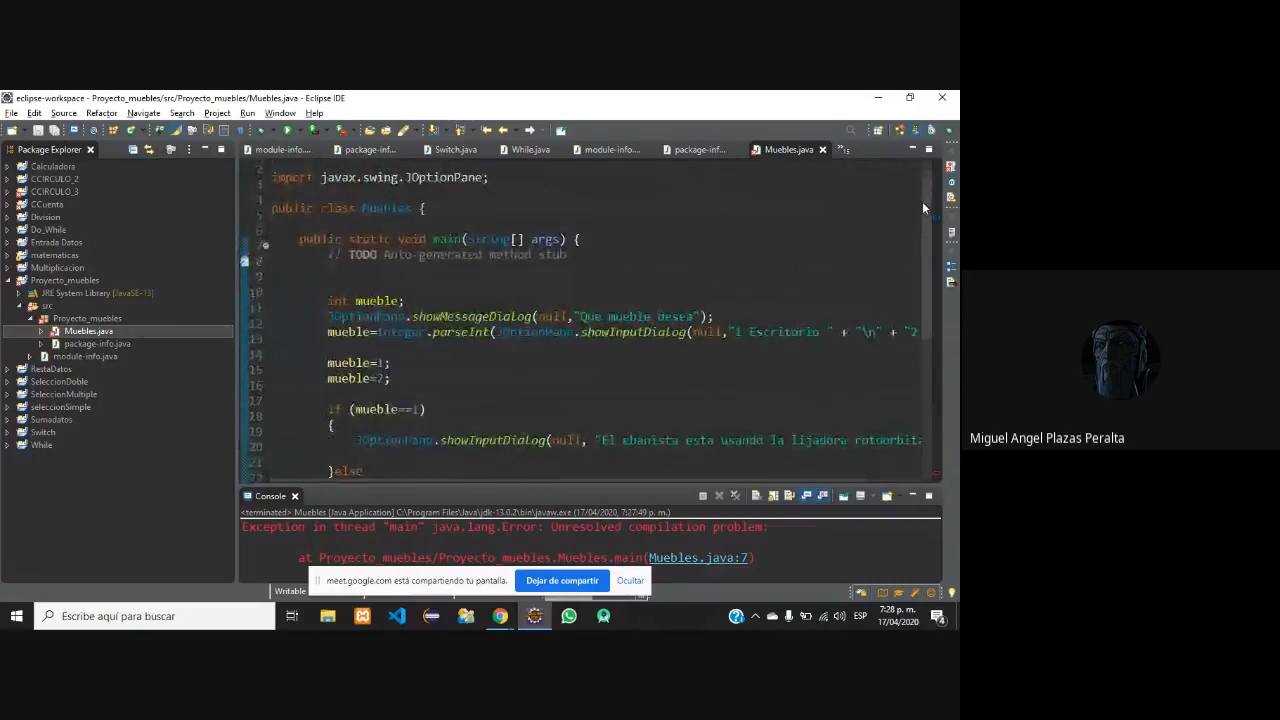 eclipse-workspace - Proyecto_muebles/src/Proyecto_muebles/Muebles.java - Eclipse IDE
File Edit Source Refactor Navigate Search Project Run Window Help
Package Explorer
module-info....
package-inf...
Switch.java
While.java
module-info....
package-inf...
Muebles.java
15
Calculadora
CCIRCULO_2
CCIRCULO_3
CCuenta
Division
Do_While
Entrada Datos
matematicas
Multiplicacion
Proyecto_muebles
JRE System Library [JavaSE-13]
src
Proyecto_muebles
Muebles.java
package-info.java
module-info.java
RestaDatos
SeleccionDoble
SeleccionMultiple
seleccionSimple
Sumadatos
Switch
While
import javax.swing.JOptionPane;
public class Muebles {
public static void main(String[] args) {
// TODO Auto-generated method stub
int mueble;
JOptionPane.showMessageDialog(null,"Que mueble desea");
mueble=Integer.parseInt(JOptionPane.showInputDialog(null,"1 Escritorio " + "\n" + "2
mueble=1;
mueble=2;
if (mueble==1)
{
JOptionPane.showInputDialog(null, "El ebanista esta usando la lijadora rotoorbita
}else
Console
<terminated> Muebles [Java Application] C:\Program Files\Java\jdk-13.0.2\bin\javaw.exe (17/04/2020, 7:27:49 p. m.)
Exception in thread "main" java.lang.Error: Unresolved compilation problem:
at Proyecto_muebles/Proyecto_muebles.Muebles.main(Muebles.java:7)
meet.google.com está compartiendo tu pantalla.
Dejar de compartir
Ocultar
Writable
Escribe aquí para buscar
ESP
7:28 p. m.
17/04/2020
4
Miguel Angel Plazas Peralta